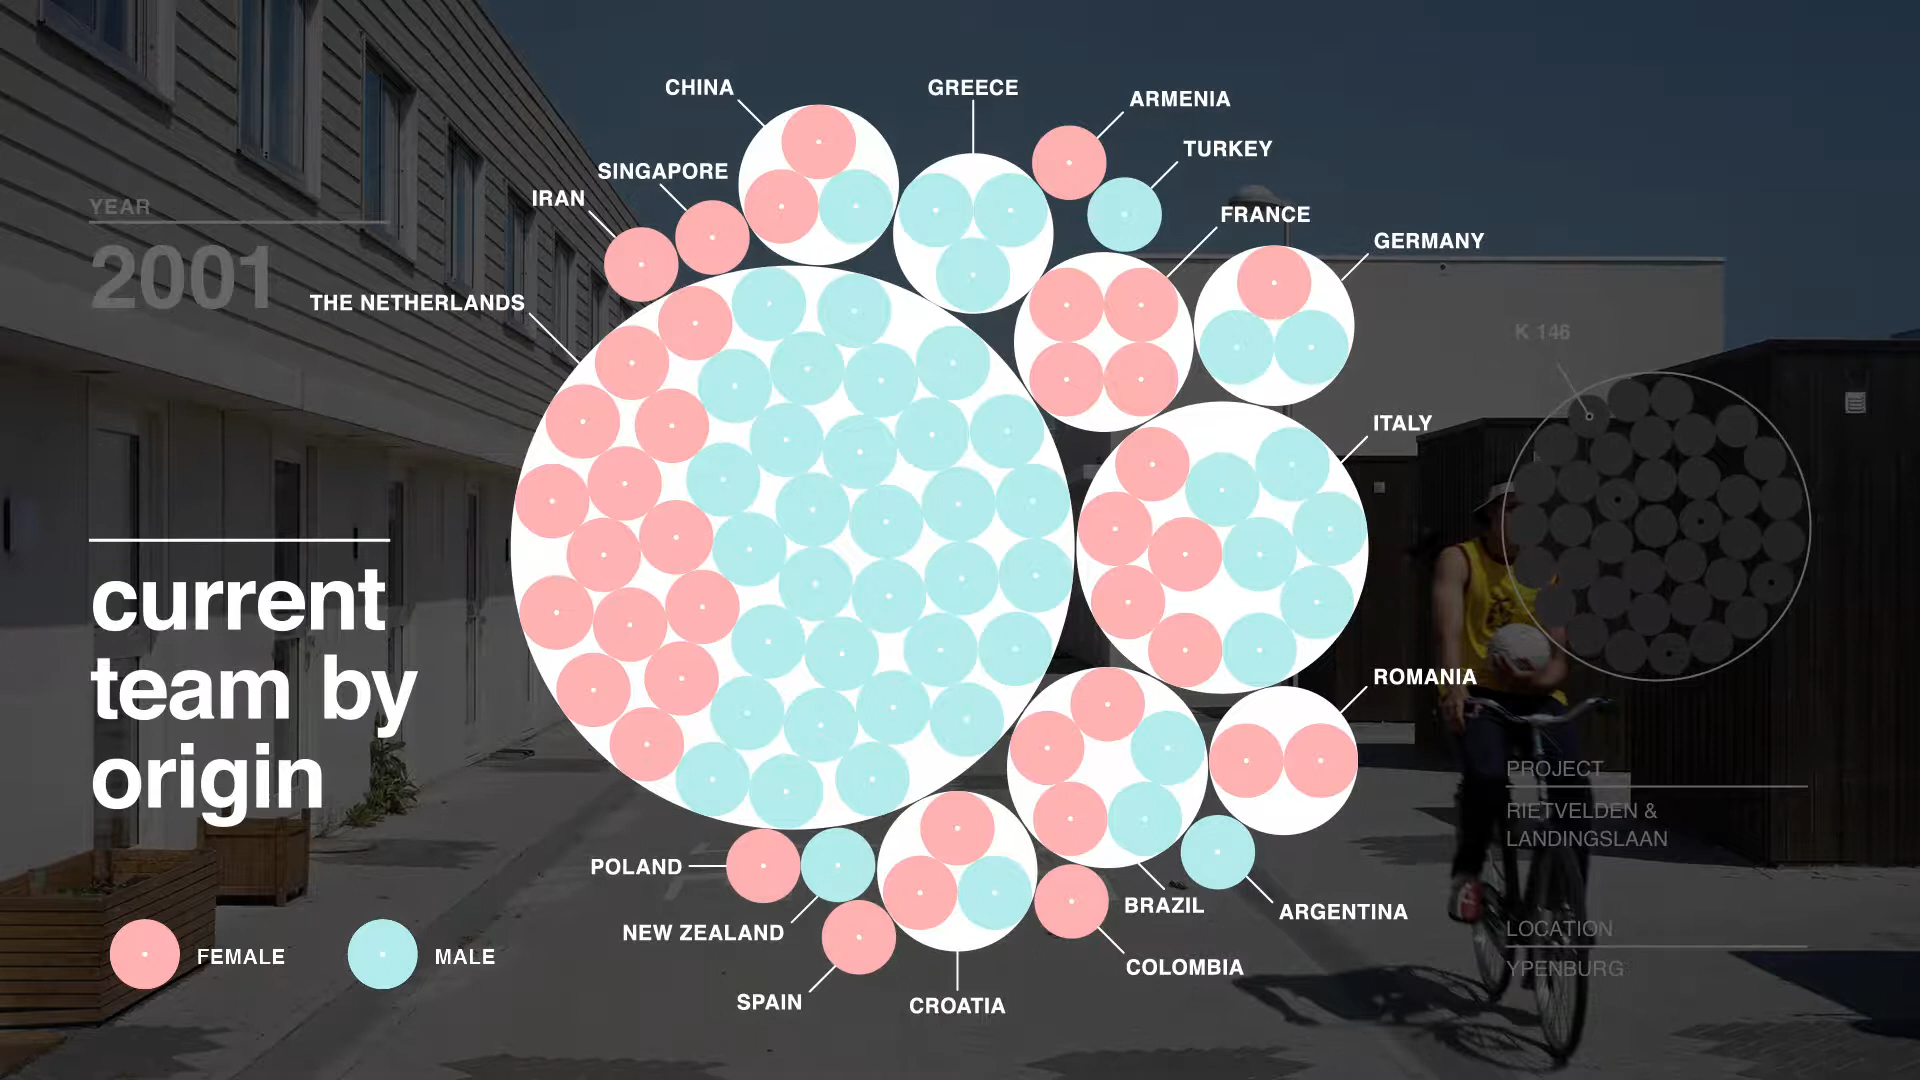 CHINA
GREECE
ARMENIA
TURKEY
SINGAPORE
IRAN
FRANCE
GERMANY
YEAR
2001
THE NETHERLANDS
K 146
ITALY
current
team by
origin
ROMANIA
PROJECT
RIETVELDEN &
LANDINGSLAAN
POLAND
NEW ZEALAND
BRAZIL
ARGENTINA
LOCATION
YPENBURG
FEMALE
MALE
COLOMBIA
SPAIN
CROATIA